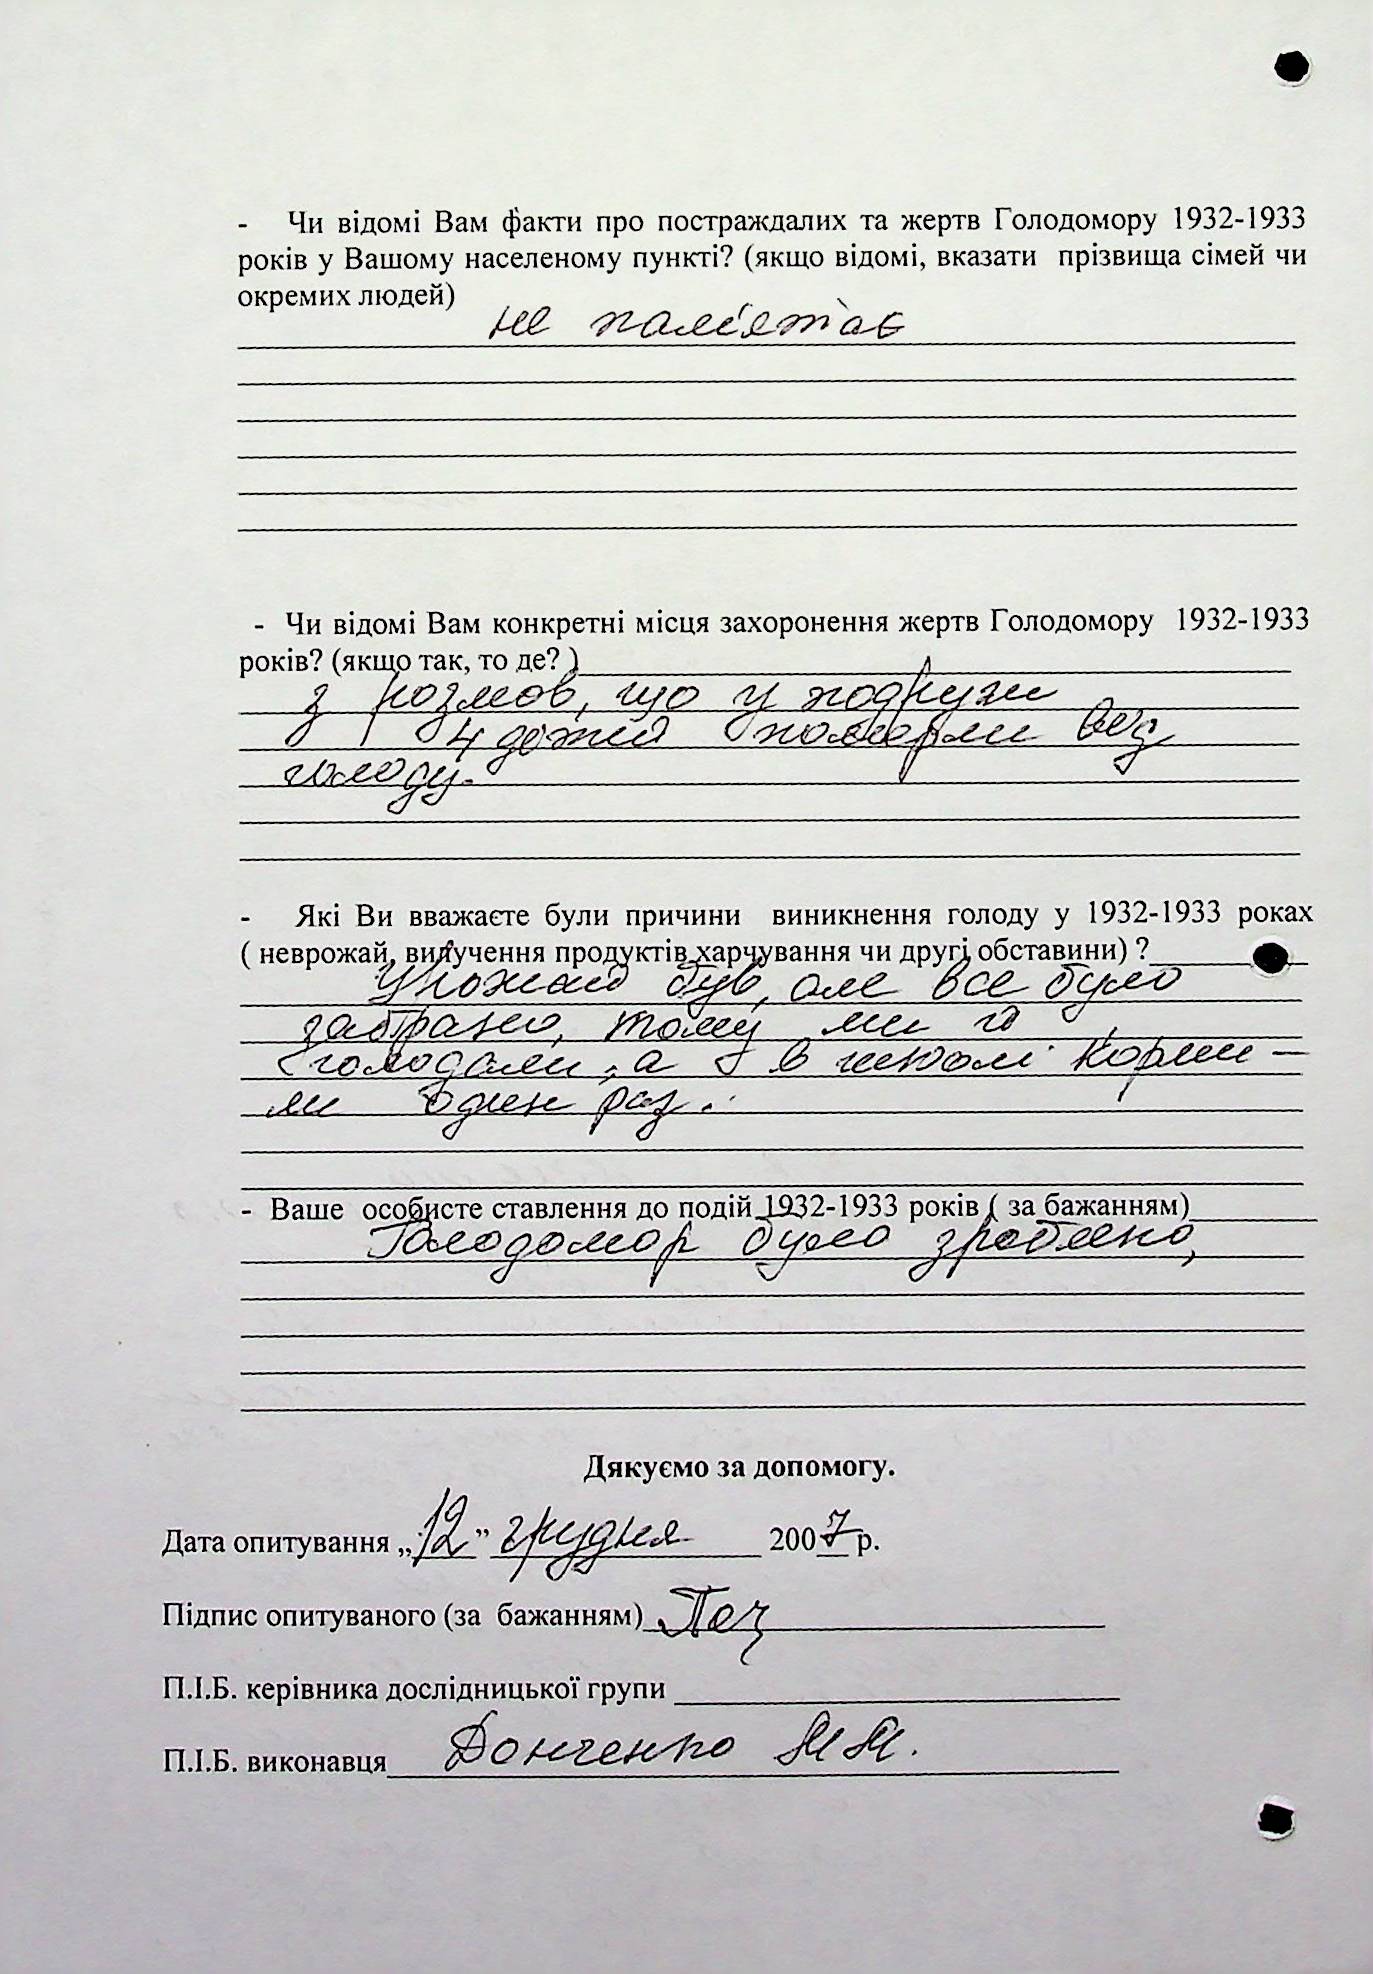 - Чи відомі Вам факти про постраждалих та жертв Голодомору 1932-1933
років у Вашому населеному пункті? (якщо відомі, вказати прізвища сімей чи
окремих людей)
не пам'ятає
- Чи відомі Вам конкретні місця захоронення жертв Голодомору 1932-1933
років? (якщо так, то де? )
з розмов, що у подруги
4 дітей померли від
голоду.
- Які Ви вважаєте були причини виникнення голоду у 1932-1933 роках
( неврожай, вилучення продуктів харчування чи другі обставини) ?
Урожай був, але все було
забрано, тому ми й
голодали, а в школі корми–
ли один раз.
- Ваше особисте ставлення до подій 1932-1933 років ( за бажанням)
Голодомор було зроблено,
Дякуємо за допомогу.
Дата опитування „12” грудня 2007 р.
Підпис опитуваного (за бажанням)
П.І.Б. керівника дослідницької групи
П.І.Б. виконавця Донченко М.М.